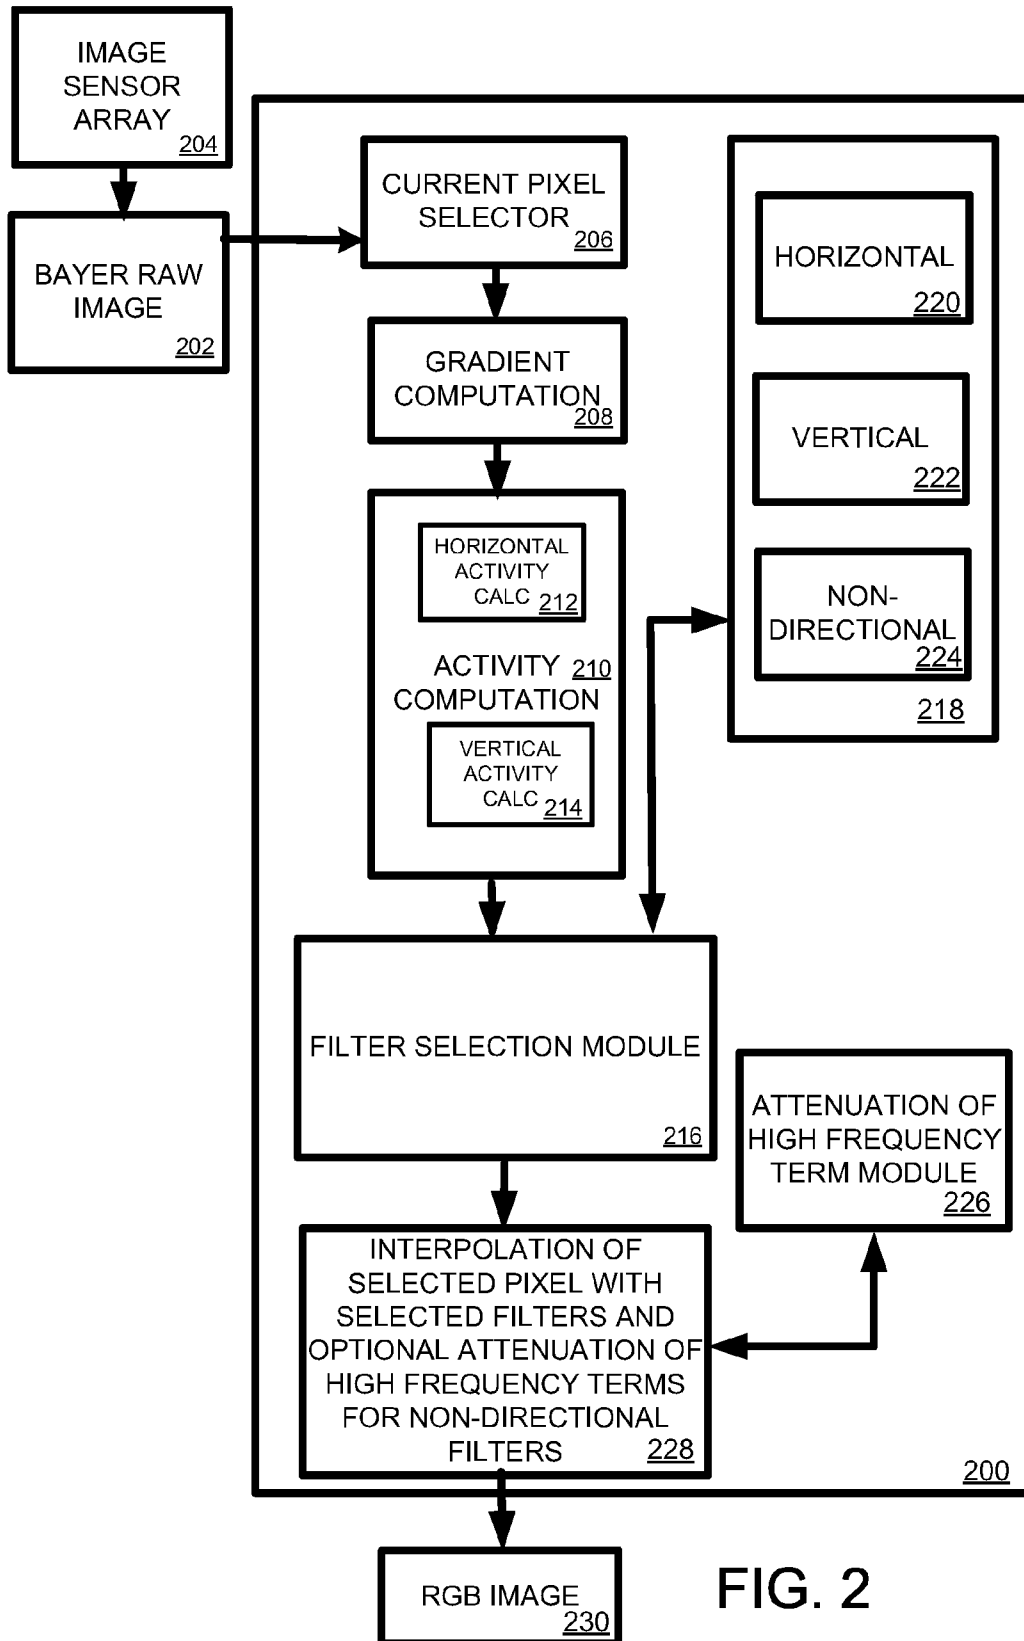 IMAGE
SENSOR
ARRAY
204
BAYER RAW
IMAGE
202
CURRENT PIXEL
SELECTOR
206
GRADIENT
COMPUTATION
208
HORIZONTAL
ACTIVITY
CALC 212
ACTIVITY 210
COMPUTATION
VERTICAL
ACTIVITY
CALC 214
HORIZONTAL
220
VERTICAL
222
NON-
DIRECTIONAL
224
218
FILTER SELECTION MODULE
216
ATTENUATION OF
HIGH FREQUENCY
TERM MODULE
226
INTERPOLATION OF
SELECTED PIXEL WITH
SELECTED FILTERS AND
OPTIONAL ATTENUATION OF
HIGH FREQUENCY TERMS
FOR NON-DIRECTIONAL
FILTERS 228
200
RGB IMAGE
230
FIG. 2